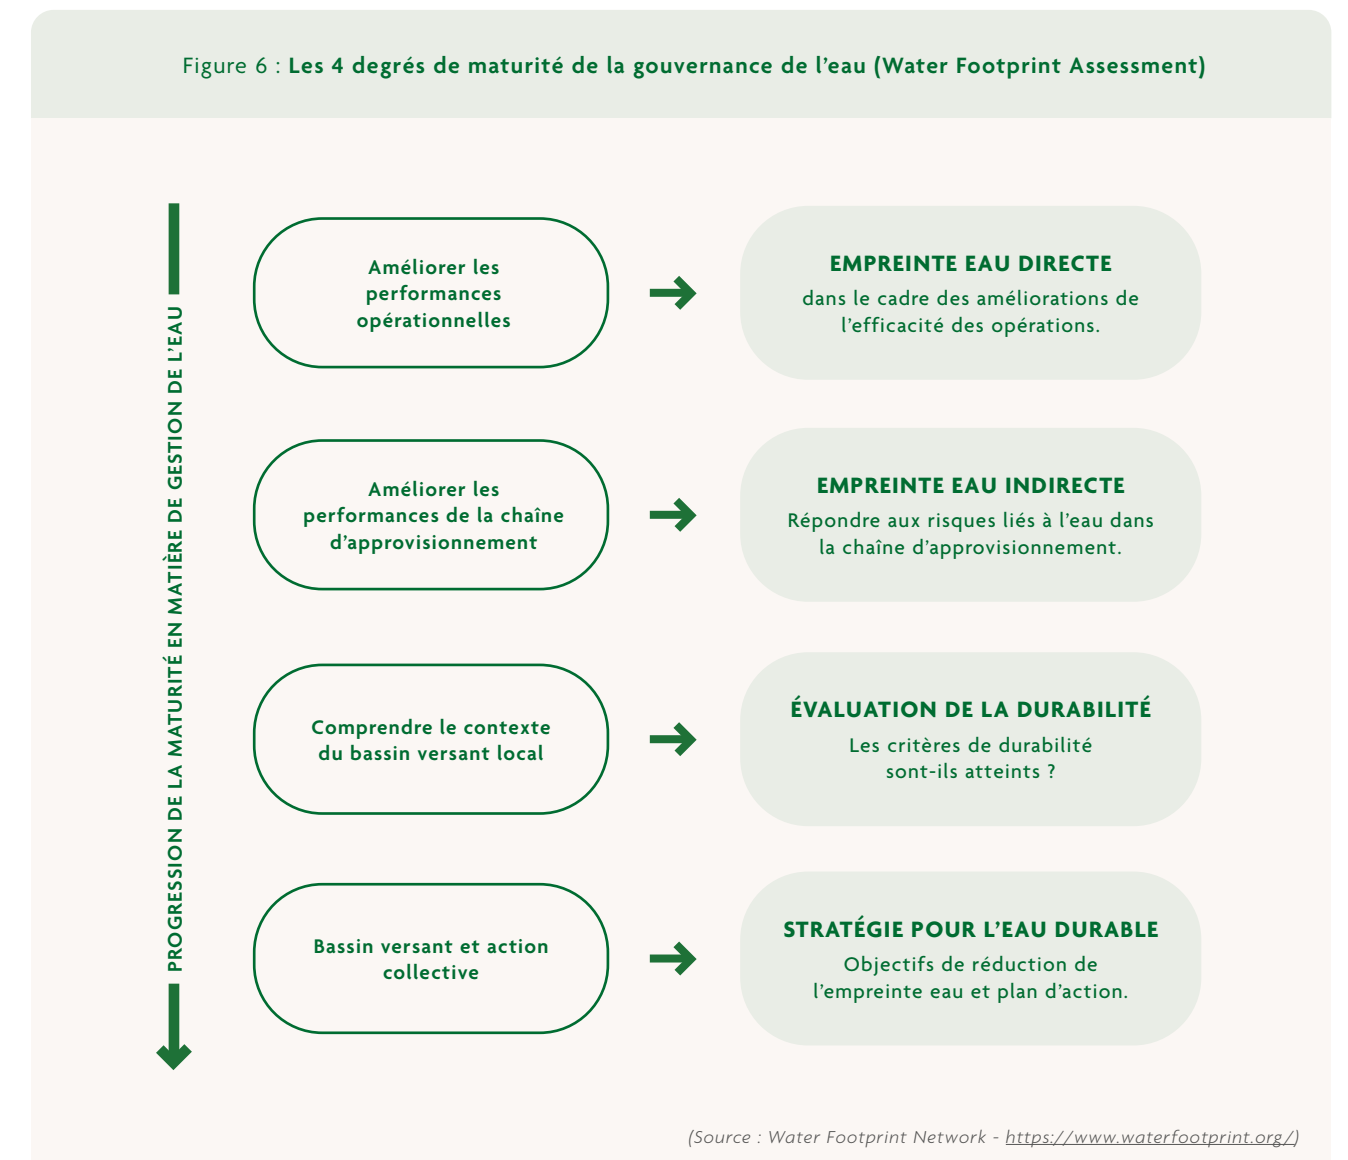 Figure 6 : Les 4 degrés de maturité de la gouvernance de l’eau (Water Footprint Assessment)
PROGRESSION DE LA MATURITÉ EN MATIÈRE DE GESTION DE L’EAU
Améliorer les
performances
opérationnelles
EMPREINTE EAU DIRECTE
dans le cadre des améliorations de
l’efficacité des opérations.
Améliorer les
performances de la chaîne
d’approvisionnement
EMPREINTE EAU INDIRECTE
Répondre aux risques liés à l’eau dans
la chaîne d’approvisionnement.
Comprendre le contexte
du bassin versant local
ÉVALUATION DE LA DURABILITÉ
Les critères de durabilité
sont-ils atteints ?
Bassin versant et action
collective
STRATÉGIE POUR L’EAU DURABLE
Objectifs de réduction de
l’empreinte eau et plan d’action.
(Source : Water Footprint Network - https://www.waterfootprint.org/)